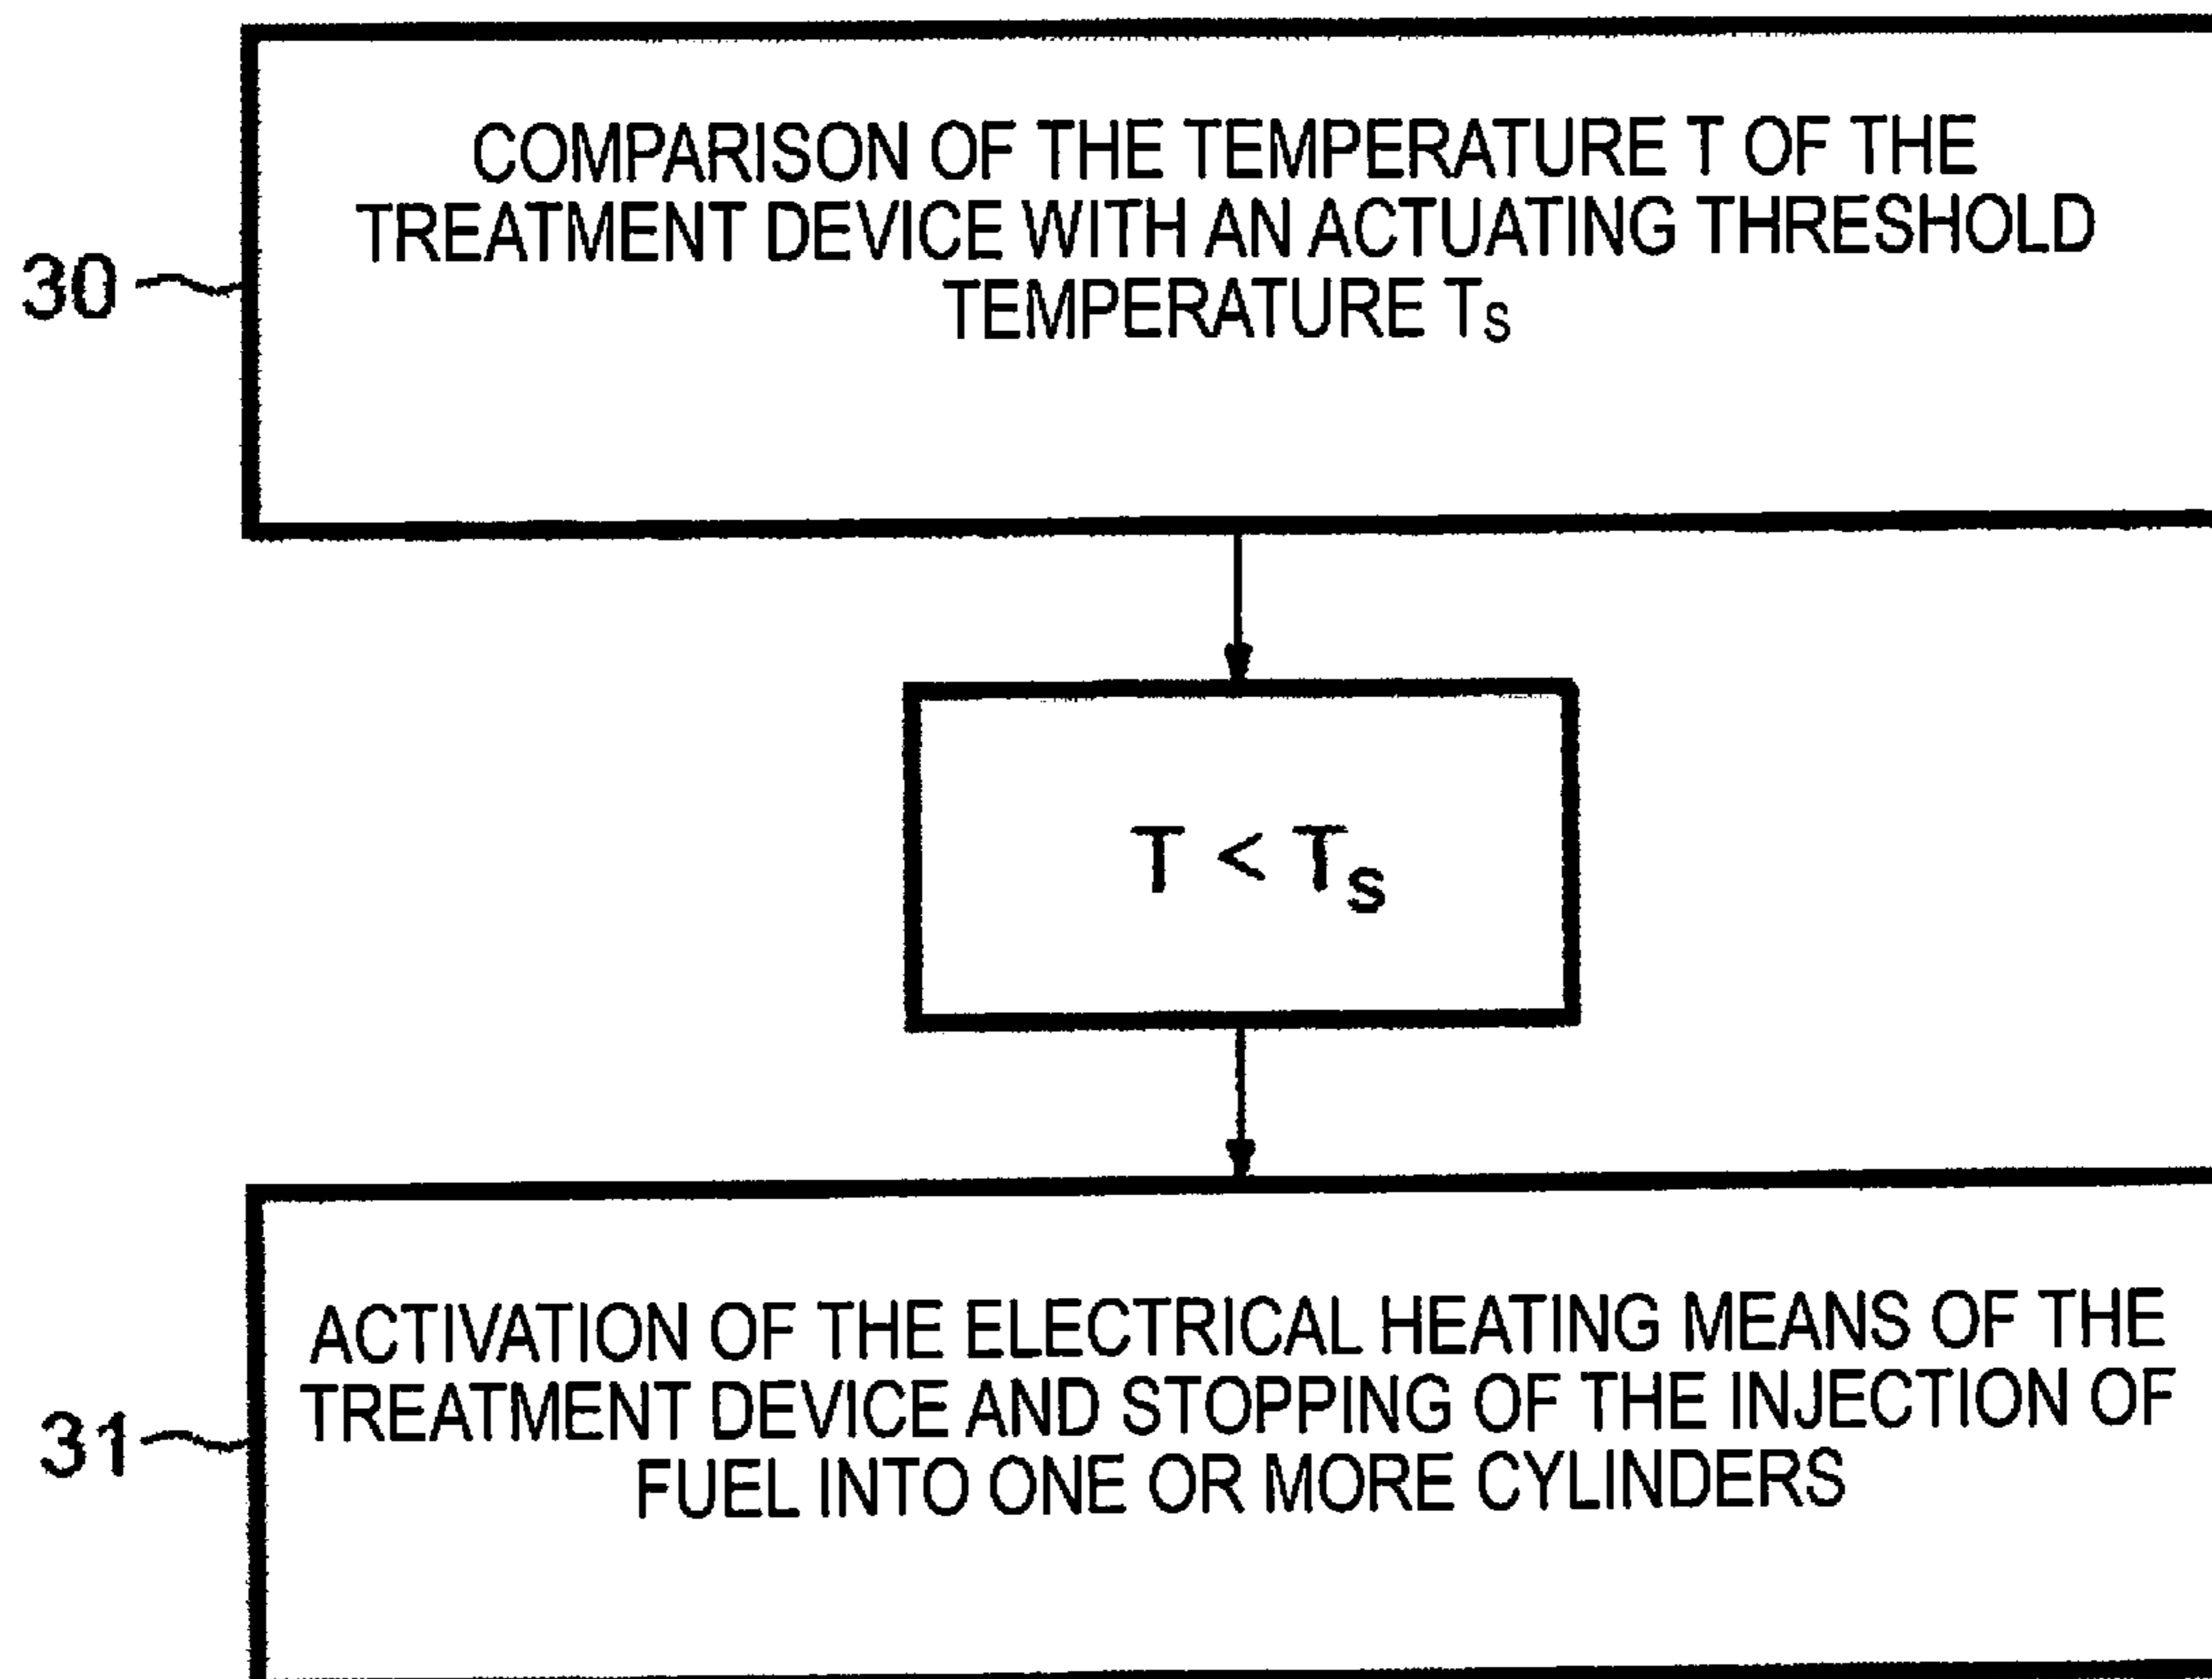 COMPARISON OF THE TEMPERATURE T OF THE
TREATMENT DEVICE WITH AN ACTUATING THRESHOLD
TEMPERATURE Ts
30
T < Ts
ACTIVATION OF THE ELECTRICAL HEATING MEANS OF THE
TREATMENT DEVICE AND STOPPING OF THE INJECTION OF
FUEL INTO ONE OR MORE CYLINDERS
31